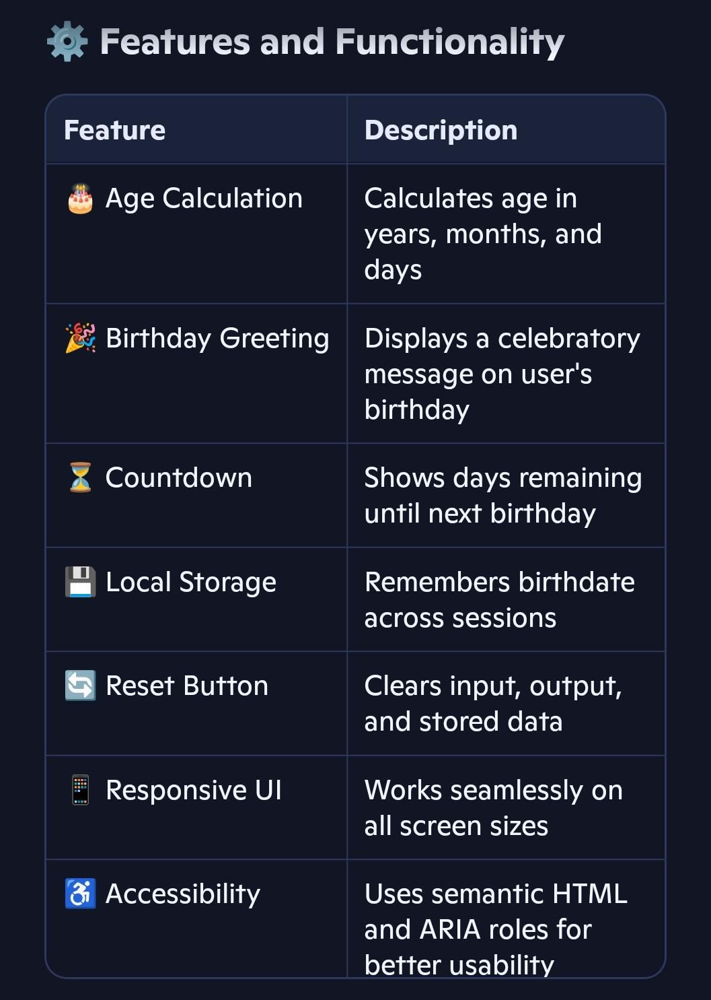 ⚙️ Features and Functionality
Feature
Description
🎂 Age Calculation
Calculates age in
years, months, and
days
🎉 Birthday Greeting
Displays a celebratory
message on user's
birthday
⏳ Countdown
Shows days remaining
until next birthday
💾 Local Storage
Remembers birthdate
across sessions
🔄 Reset Button
Clears input, output,
and stored data
📱 Responsive UI
Works seamlessly on
all screen sizes
♿ Accessibility
Uses semantic HTML
and ARIA roles for
better usability